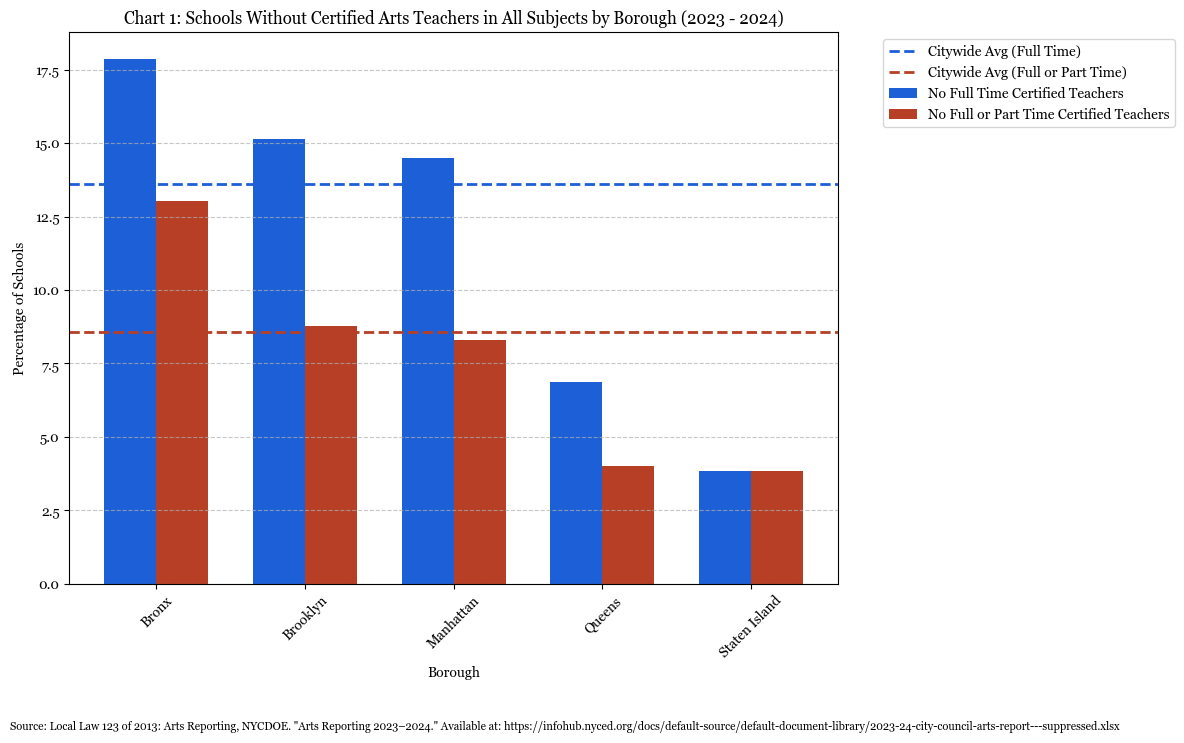 Chart 1: Schools Without Certified Arts Teachers in All Subjects by Borough (2023 - 2024)
Citywide Avg (Full Time)
Citywide Avg (Full or Part Time)
No Full Time Certified Teachers
No Full or Part Time Certified Teachers
Percentage of Schools
17.5
15.0
12.5
10.0
7.5
5.0
2.5
0.0
Bronx
Brooklyn
Manhattan
Queens
Staten Island
Borough
Source: Local Law 123 of 2013: Arts Reporting, NYCDOE. "Arts Reporting 2023–2024." Available at: https://infohub.nyced.org/docs/default-source/default-document-library/2023-24-city-council-arts-report---suppressed.xlsx